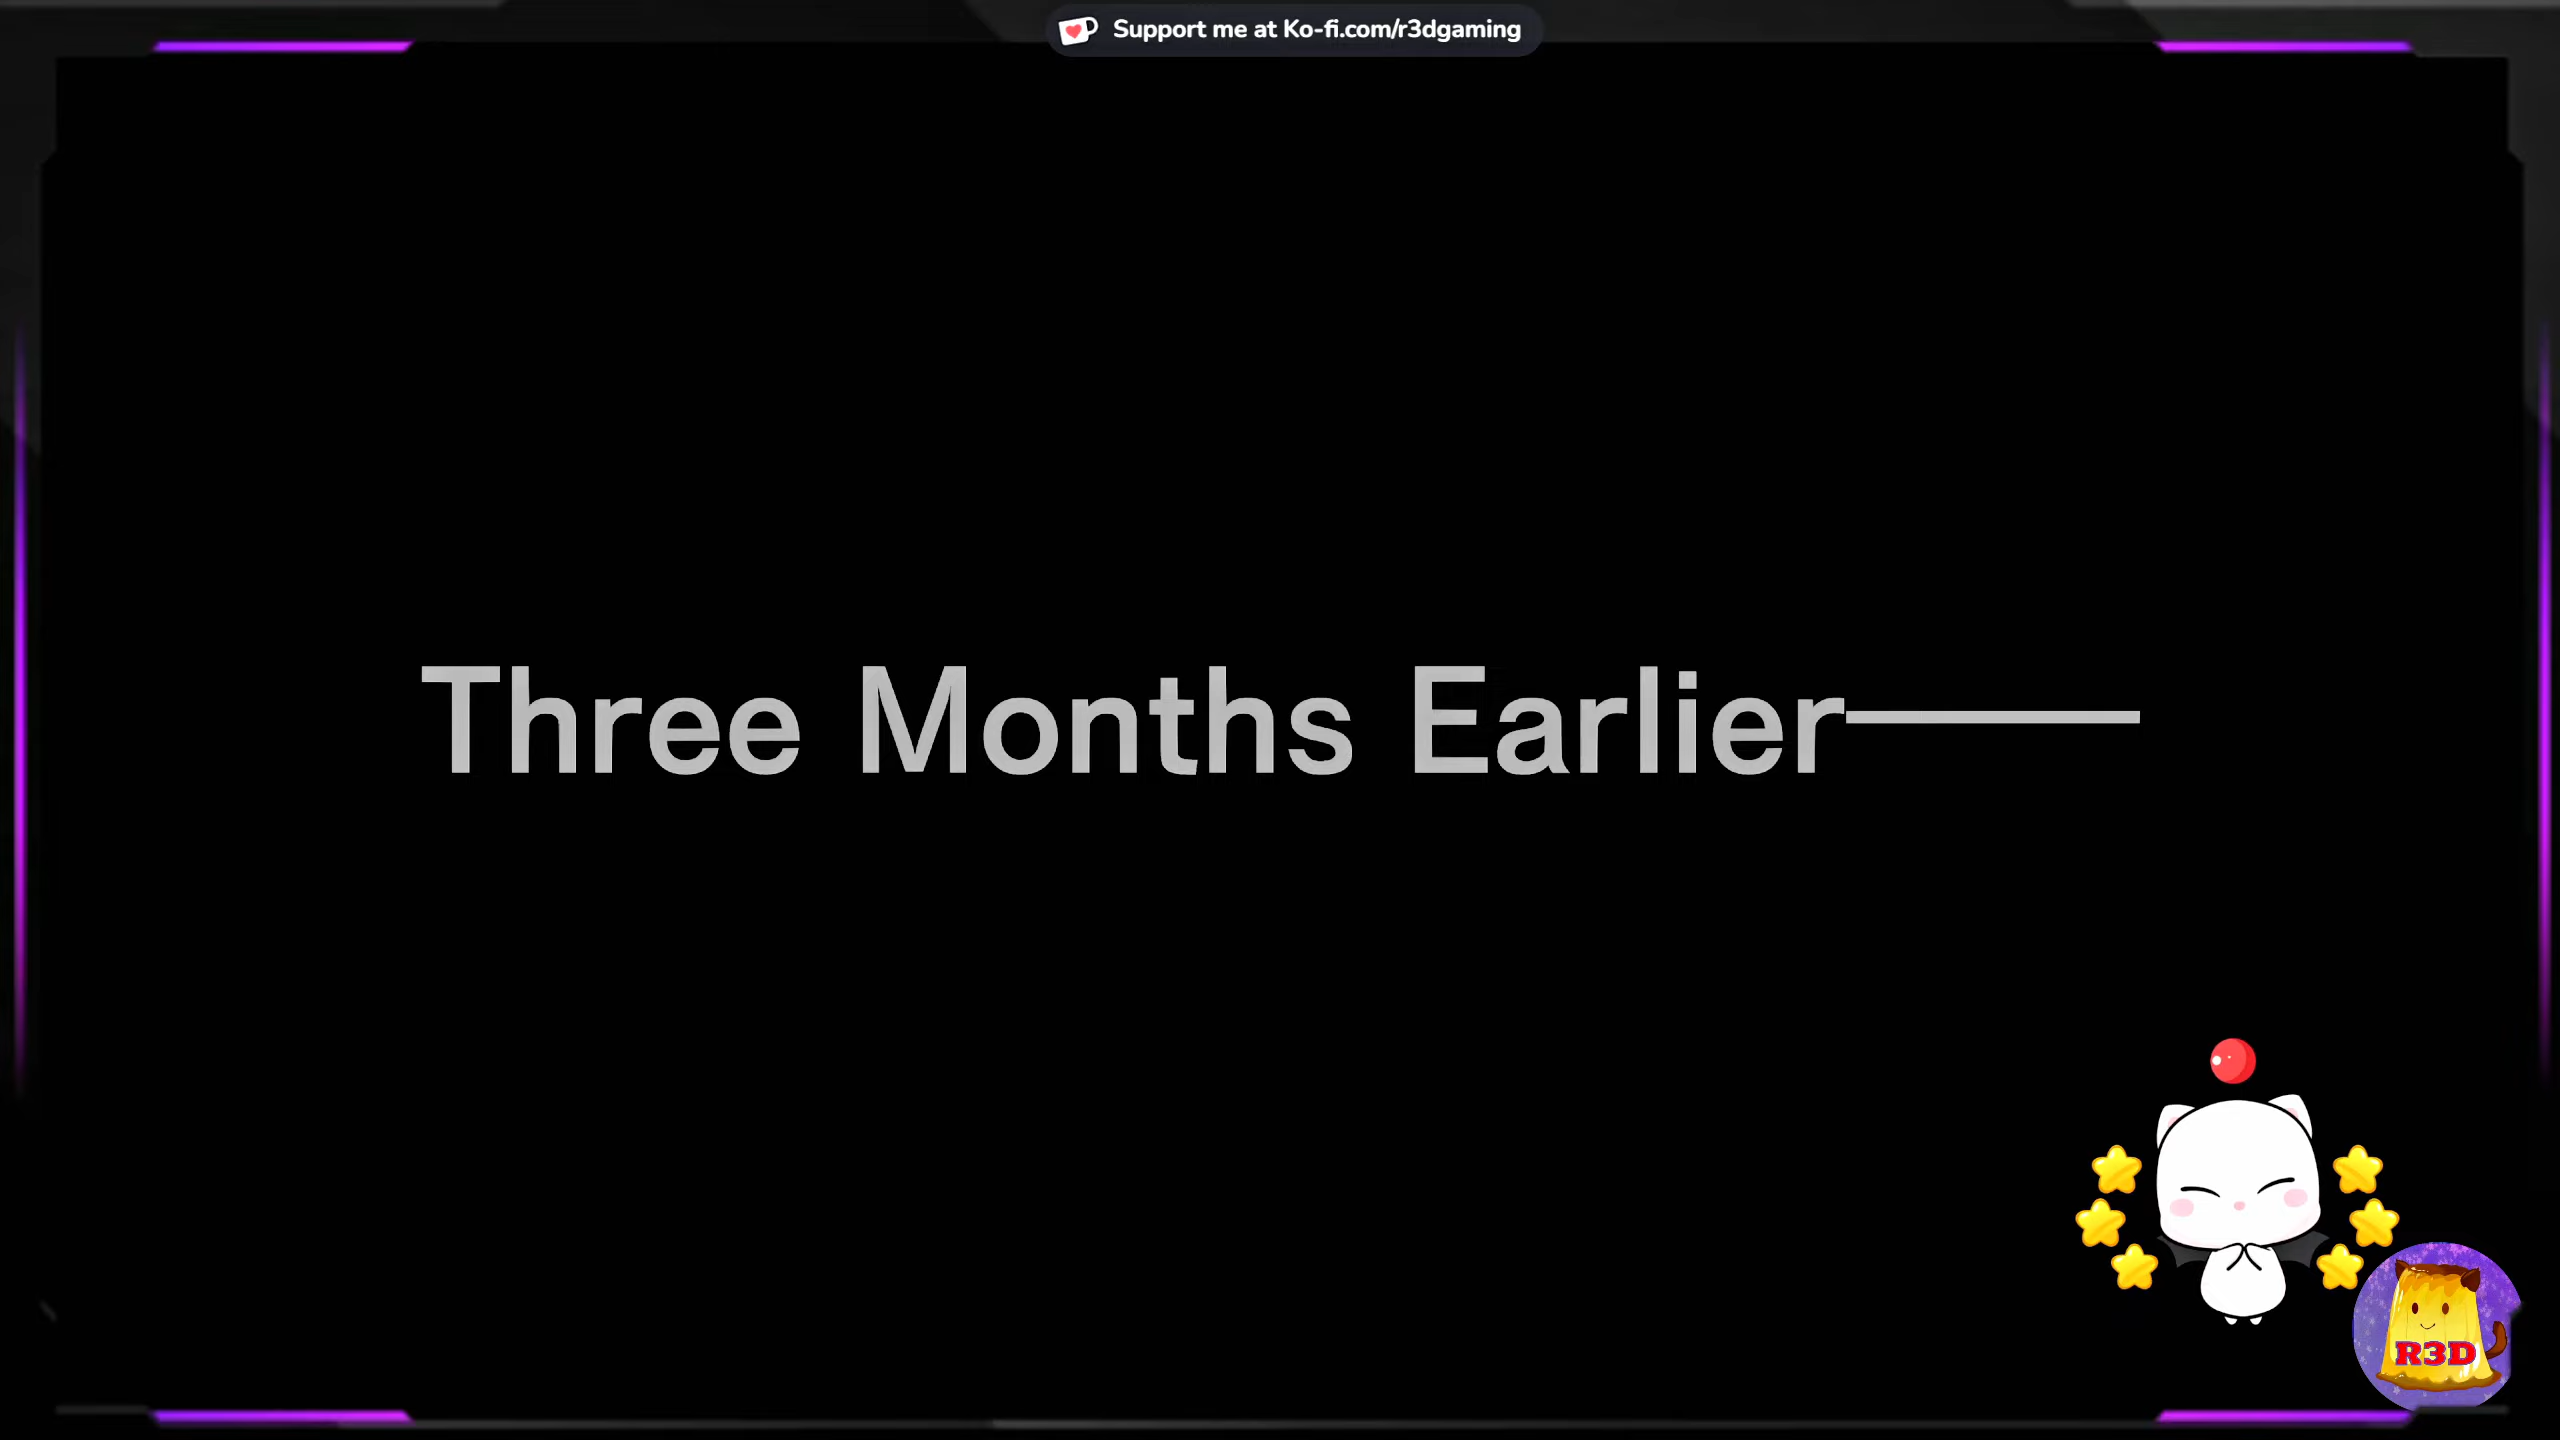 Support me at Ko-fi.com/r3dgaming
Three Months Earlier——
R3D